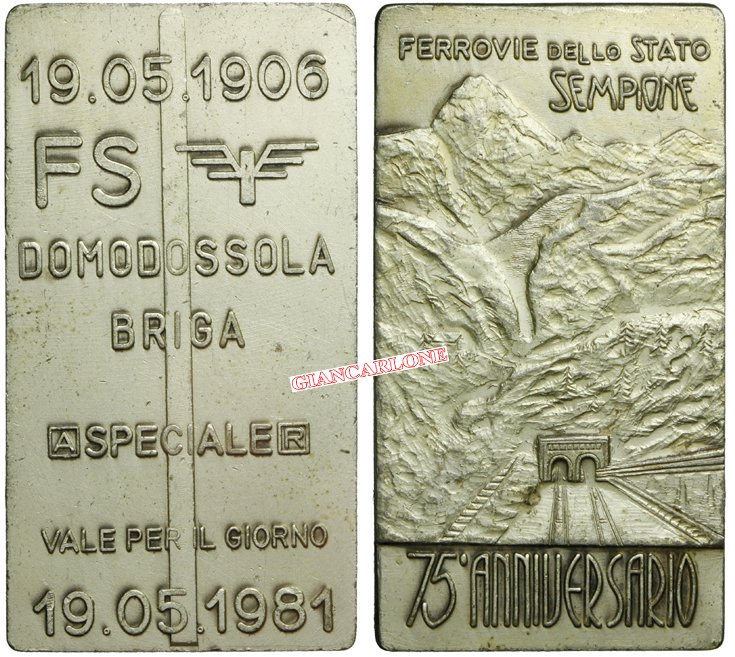 19.05.1906
FS
DOMODOSSOLA
BRIGA
A SPECIALE R
VALE PER IL GIORNO
19.05.1981
FERROVIE DELLO STATO
SEMPIONE
75° ANNIVERSARIO
GIANCARLONE